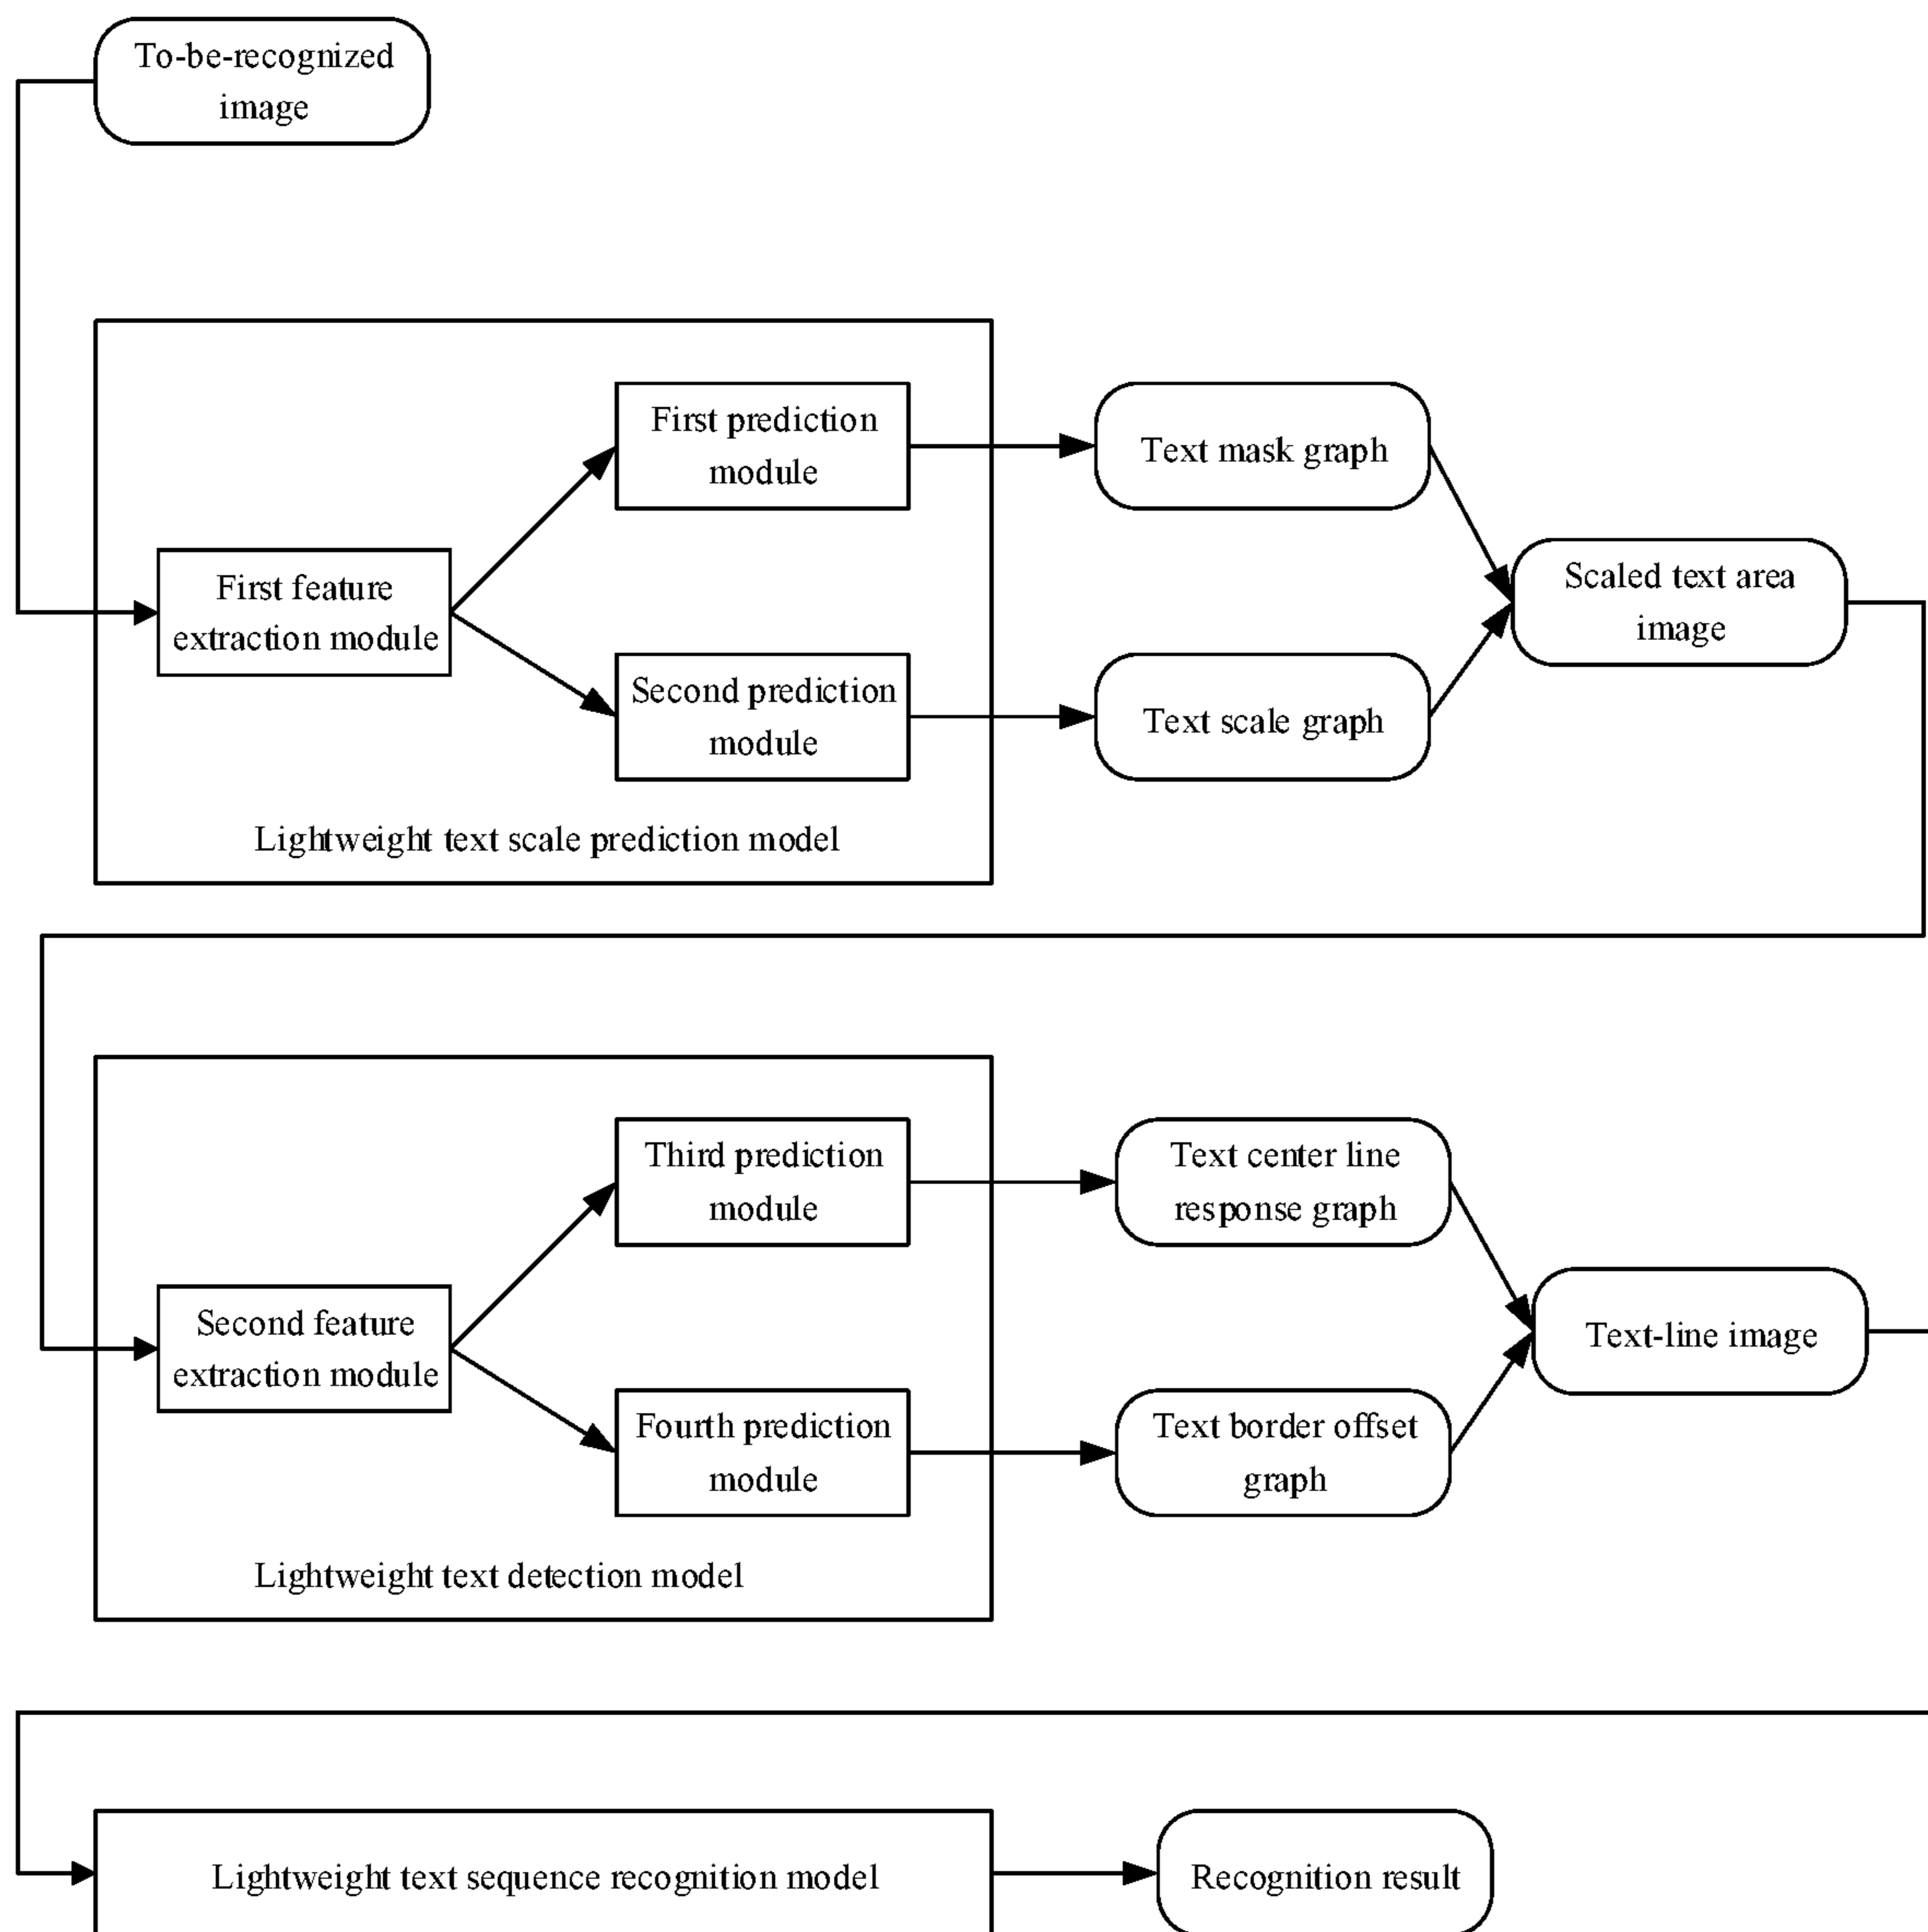 To-be-recognized
image
First prediction
module
Text mask graph
First feature
extraction module
Scaled text area
image
Second prediction
module
Text scale graph
Lightweight text scale prediction model
Third prediction
module
Text center line
response graph
Second feature
extraction module
Text-line image
Fourth prediction
module
Text border offset
graph
Lightweight text detection model
Lightweight text sequence recognition model
Recognition result